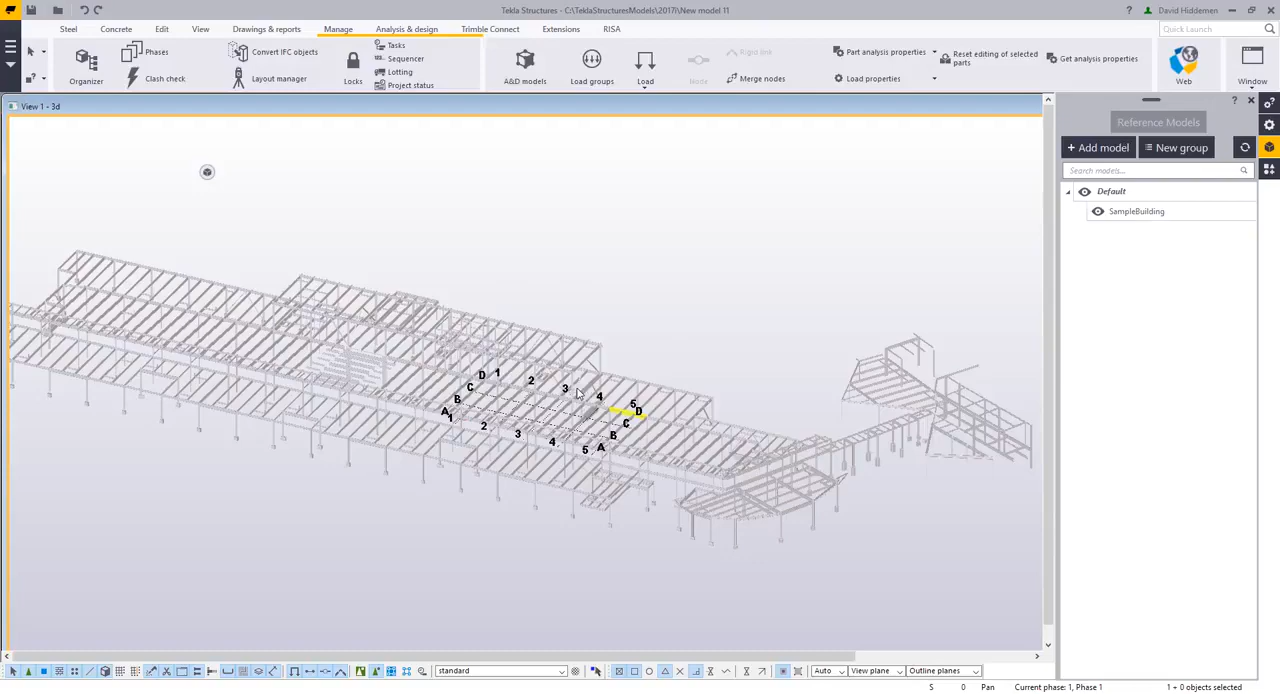 Tekla Structures - C:\TeklaStructuresModels\2017i\New model 11
? David Hiddemen
Steel Concrete Edit View Drawings & reports Manage Analysis & design Trimble Connect Extensions RISA
Quick Launch
Organizer
Phases
Clash check
Convert IFC objects
Layout manager
Locks
Tasks
Sequencer
Lotting
Project status
A&D models
Load groups
Load
Node
Rigid link
Merge nodes
Part analysis properties
Load properties
Reset editing of selected
parts
Get analysis properties
Web
Window
View 1 - 3d
Reference Models
+ Add model
New group
Search models...
Default
SampleBuilding
D 1 2 3 4 5 D
C C
B B
A 1 2 3 4 5 A
standard
Auto
View plane
Outline planes
S 0 Pan Current phase: 1, Phase 1 1 + 0 objects selected